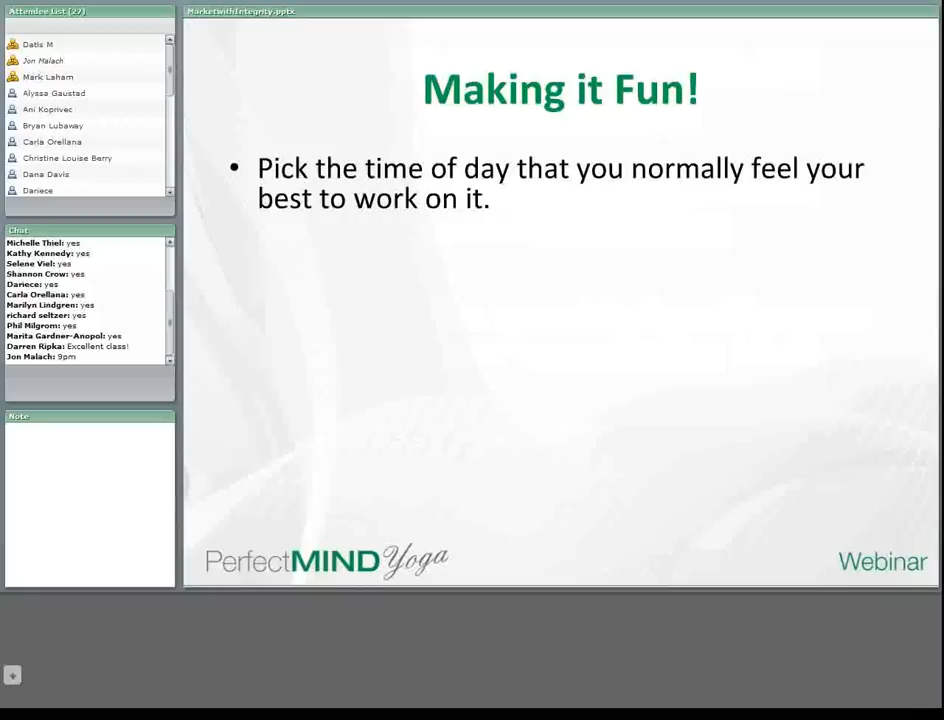 Attendee List (27)
Datis M
Jon Malach
Mark Laham
Alyssa Gaustad
Ani Koprivec
Bryan Lubaway
Carla Orellana
Christine Louise Berry
Dana Davis
Dariece
Chat
Michelle Thiel: yes
Kathy Kennedy: yes
Selene Viel: yes
Shannon Crow: yes
Dariece: yes
Carla Orellana: yes
Marilyn Lindgren: yes
richard seltzer: yes
Phil Milgrom: yes
Marita Gardner-Anopol: yes
Darren Ripka: Excellent class!
Jon Malach: 9pm
Note
MarketwithIntegrity.pptx
Making it Fun!
• Pick the time of day that you normally feel your
best to work on it.
PerfectMIND Yoga
Webinar